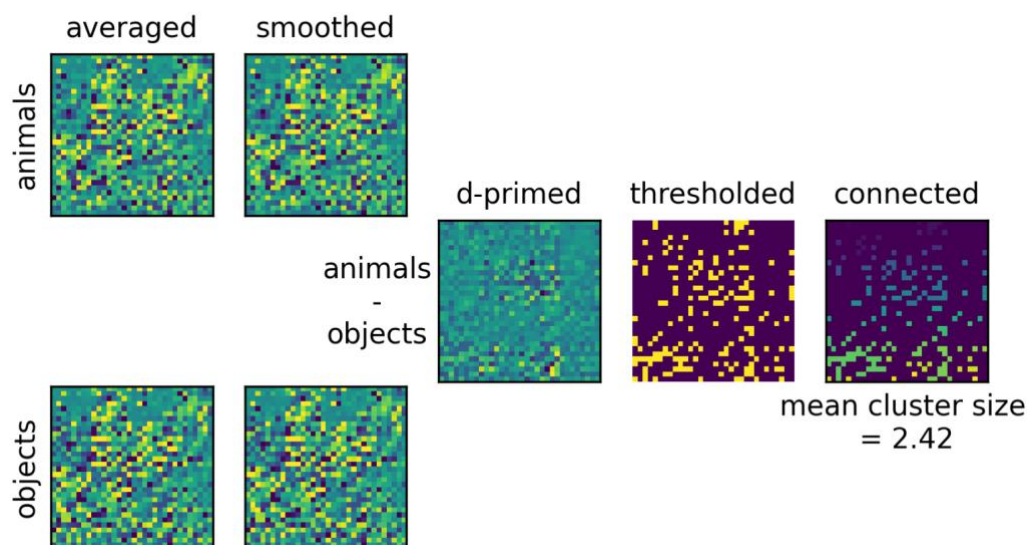 averaged
smoothed
animals
d-primed
thresholded
connected
animals
-
objects
mean cluster size
= 2.42
objects